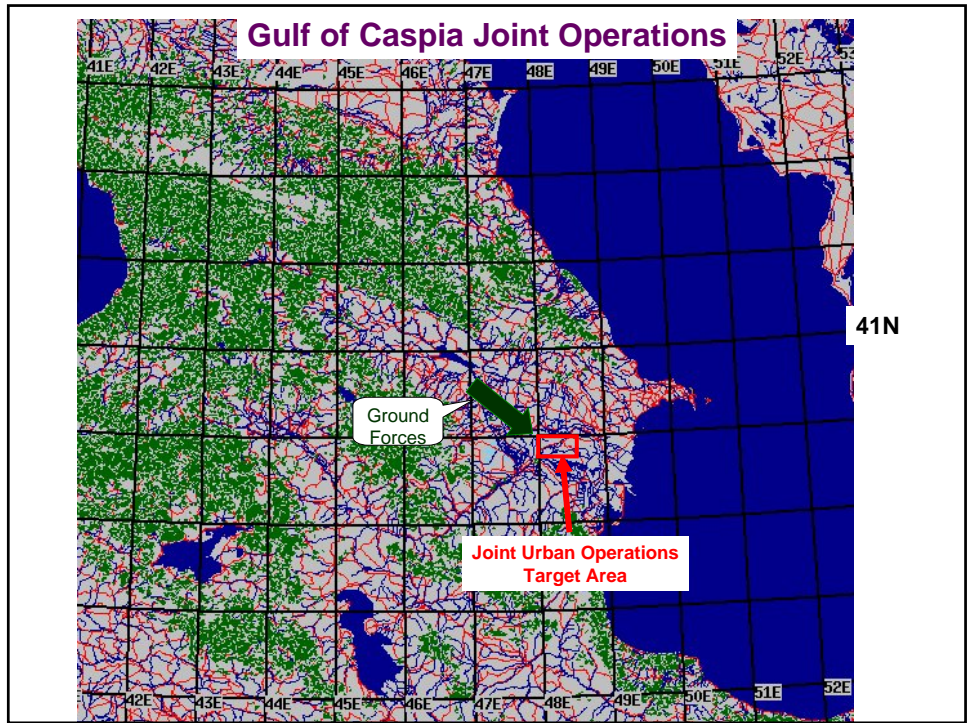 Gulf of Caspia Joint Operations
41E 42E 43E 44E 45E 46E 47E 48E 49E 50E 51E 52E
41N
Ground
Forces
Joint Urban Operations
Target Area
42E 43E 44E 45E 46E 47E 48E 49E 50E 51E 52E